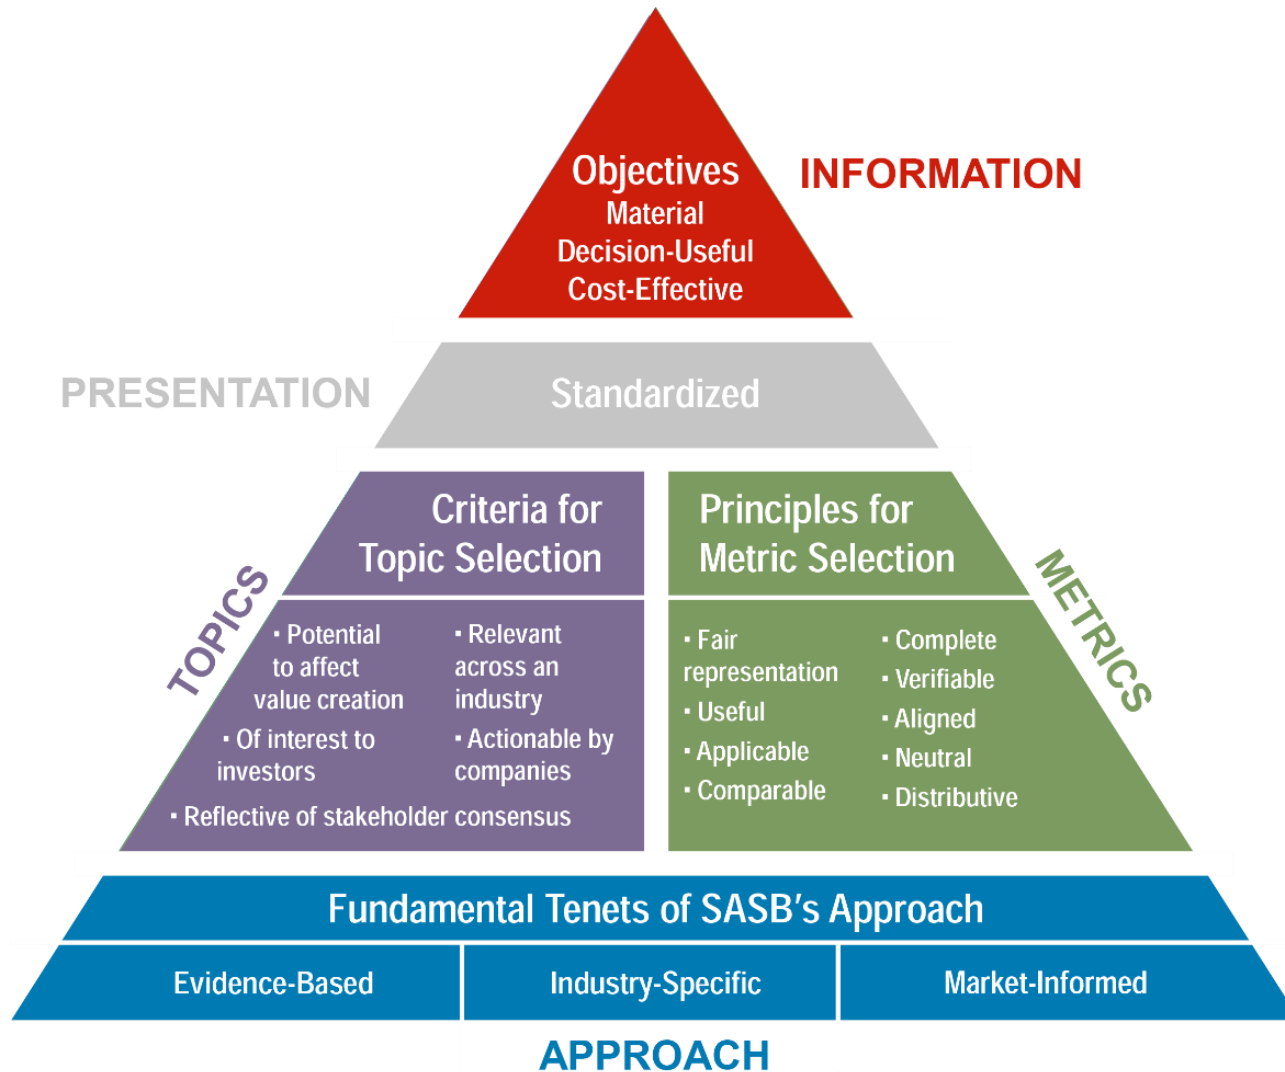 Objectives
Material
Decision-Useful
Cost-Effective
INFORMATION
PRESENTATION
Standardized
TOPICS
Criteria for
Topic Selection
▪ Potential
to affect
value creation
▪ Of interest to
investors
▪ Relevant
across an
industry
▪ Actionable by
companies
▪ Reflective of stakeholder consensus
Principles for
Metric Selection
▪ Fair
representation
▪ Useful
▪ Applicable
▪ Comparable
▪ Complete
▪ Verifiable
▪ Aligned
▪ Neutral
▪ Distributive
METRICS
Fundamental Tenets of SASB's Approach
Evidence-Based
Industry-Specific
Market-Informed
APPROACH